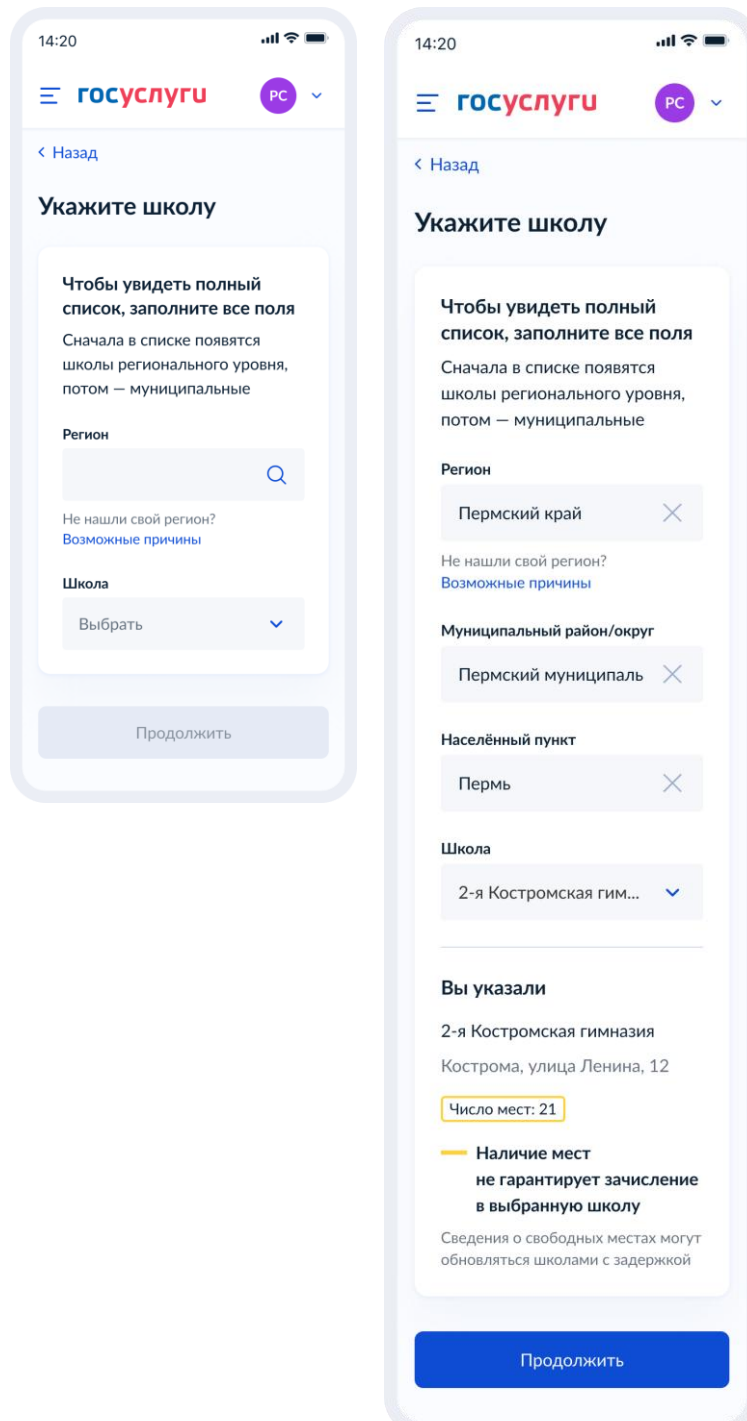 14:20
госуслуги
РС
Назад
Укажите школу
Чтобы увидеть полный
список, заполните все поля
Сначала в списке появятся
школы регионального уровня,
потом — муниципальные
Регион
Не нашли свой регион?
Возможные причины
Школа
Выбрать
Продолжить
14:20
госуслуги
РС
Назад
Укажите школу
Чтобы увидеть полный
список, заполните все поля
Сначала в списке появятся
школы регионального уровня,
потом — муниципальные
Регион
Пермский край
Не нашли свой регион?
Возможные причины
Муниципальный район/округ
Пермский муниципаль
Населённый пункт
Пермь
Школа
2-я Костромская гим...
Вы указали
2-я Костромская гимназия
Кострома, улица Ленина, 12
Число мест: 21
Наличие мест
не гарантирует зачисление
в выбранную школу
Сведения о свободных местах могут
обновляться школами с задержкой
Продолжить